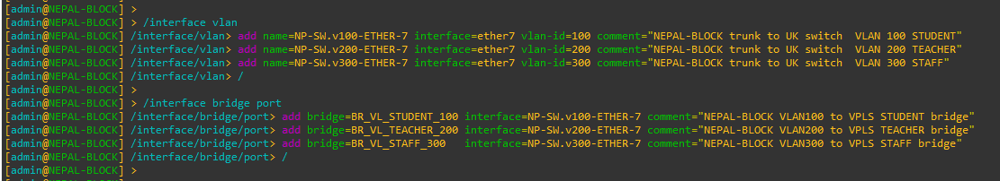 [admin@NEPAL-BLOCK] >
[admin@NEPAL-BLOCK] > /interface vlan
[admin@NEPAL-BLOCK] /interface/vlan> add name=NP-SW.v100-ETHER-7 interface=ether7 vlan-id=100 comment="NEPAL-BLOCK trunk to UK switch  VLAN 100 STUDENT"
[admin@NEPAL-BLOCK] /interface/vlan> add name=NP-SW.v200-ETHER-7 interface=ether7 vlan-id=200 comment="NEPAL-BLOCK trunk to UK switch  VLAN 200 TEACHER"
[admin@NEPAL-BLOCK] /interface/vlan> add name=NP-SW.v300-ETHER-7 interface=ether7 vlan-id=300 comment="NEPAL-BLOCK trunk to UK switch  VLAN 300 STAFF"
[admin@NEPAL-BLOCK] /interface/vlan> /
[admin@NEPAL-BLOCK] >
[admin@NEPAL-BLOCK] > /interface bridge port
[admin@NEPAL-BLOCK] /interface/bridge/port> add bridge=BR_VL_STUDENT_100 interface=NP-SW.v100-ETHER-7 comment="NEPAL-BLOCK VLAN100 to VPLS STUDENT bridge"
[admin@NEPAL-BLOCK] /interface/bridge/port> add bridge=BR_VL_TEACHER_200 interface=NP-SW.v200-ETHER-7 comment="NEPAL-BLOCK VLAN200 to VPLS TEACHER bridge"
[admin@NEPAL-BLOCK] /interface/bridge/port> add bridge=BR_VL_STAFF_300   interface=NP-SW.v300-ETHER-7 comment="NEPAL-BLOCK VLAN300 to VPLS STAFF bridge"
[admin@NEPAL-BLOCK] /interface/bridge/port> /
[admin@NEPAL-BLOCK] >